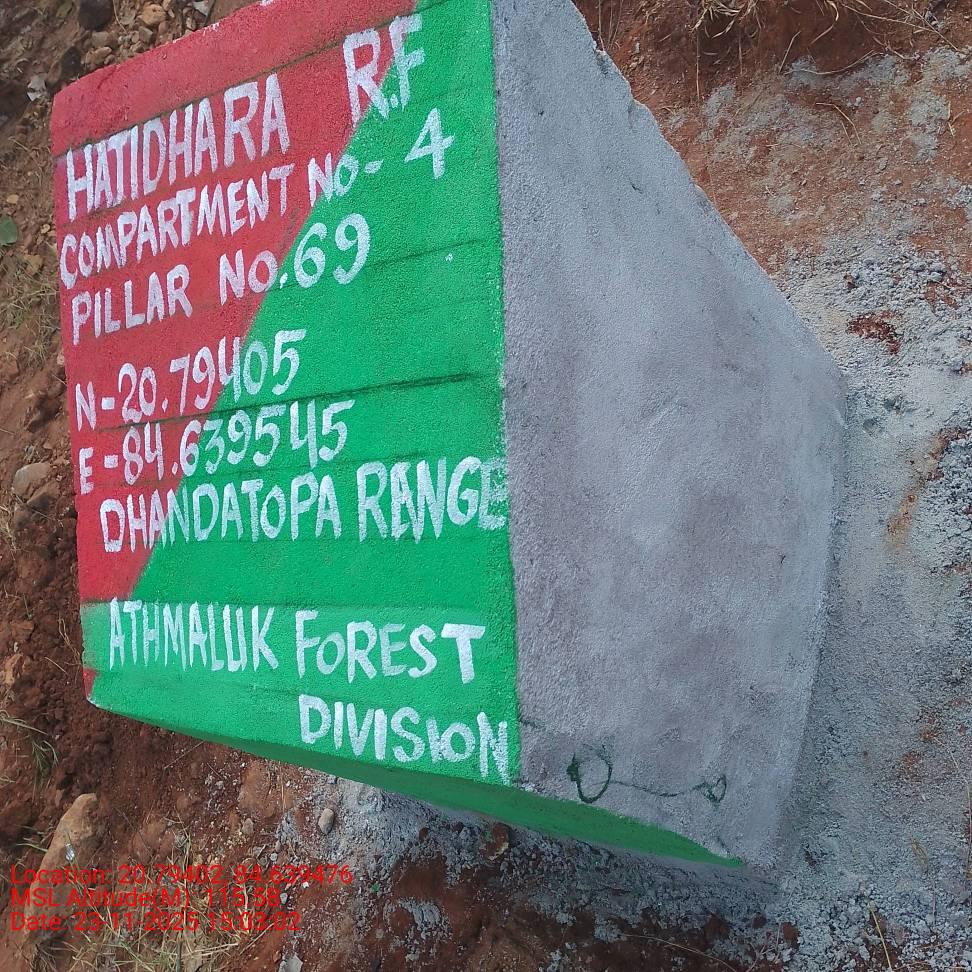 HATIDHARA R.F
COMPARTMENT NO- 4
PILLAR NO.69
N-20.79405
E-84.639545
DHANDATOPA RANGE
ATHMALUK FOREST
DIVISION
Location: 20.79402, 84.639476
MSL Altitude(M) 115.58
Date: 23-11-2025 15:03:02